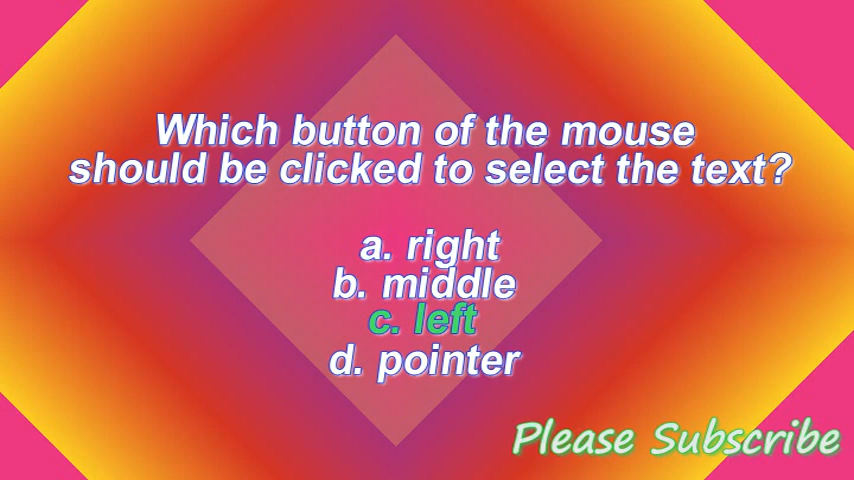 Which button of the mouse
should be clicked to select the text?
a. right
b. middle
c. left
d. pointer
Please Subscribe